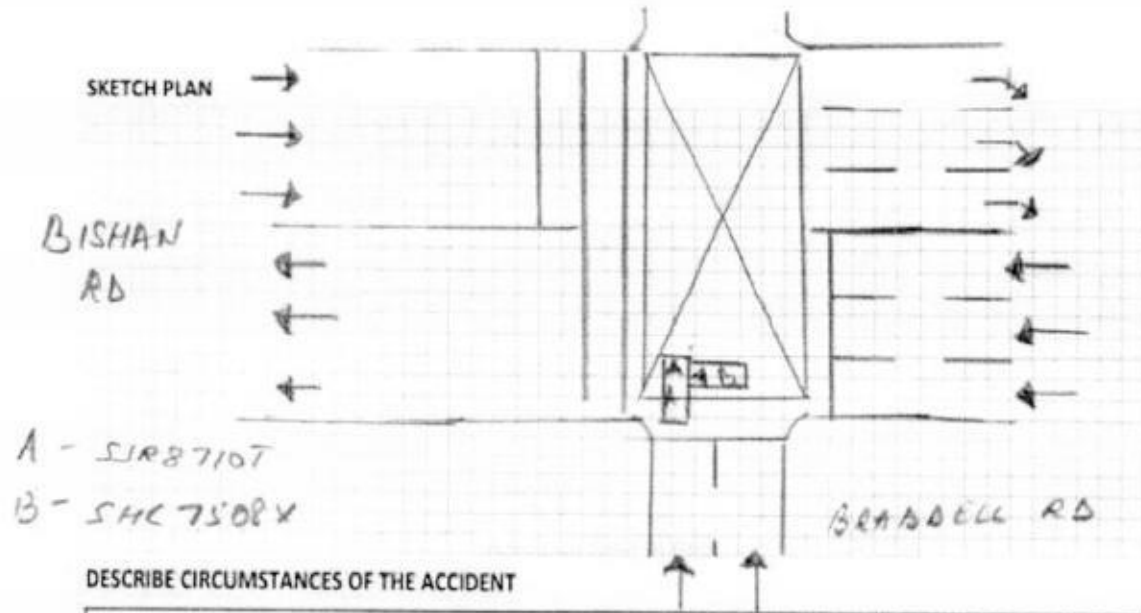 SKETCH PLAN
BISHAN
RD
A
A B
A - SJR8710T
B - SHC7508X
BRADDELL RD
DESCRIBE CIRCUMSTANCES OF THE ACCIDENT